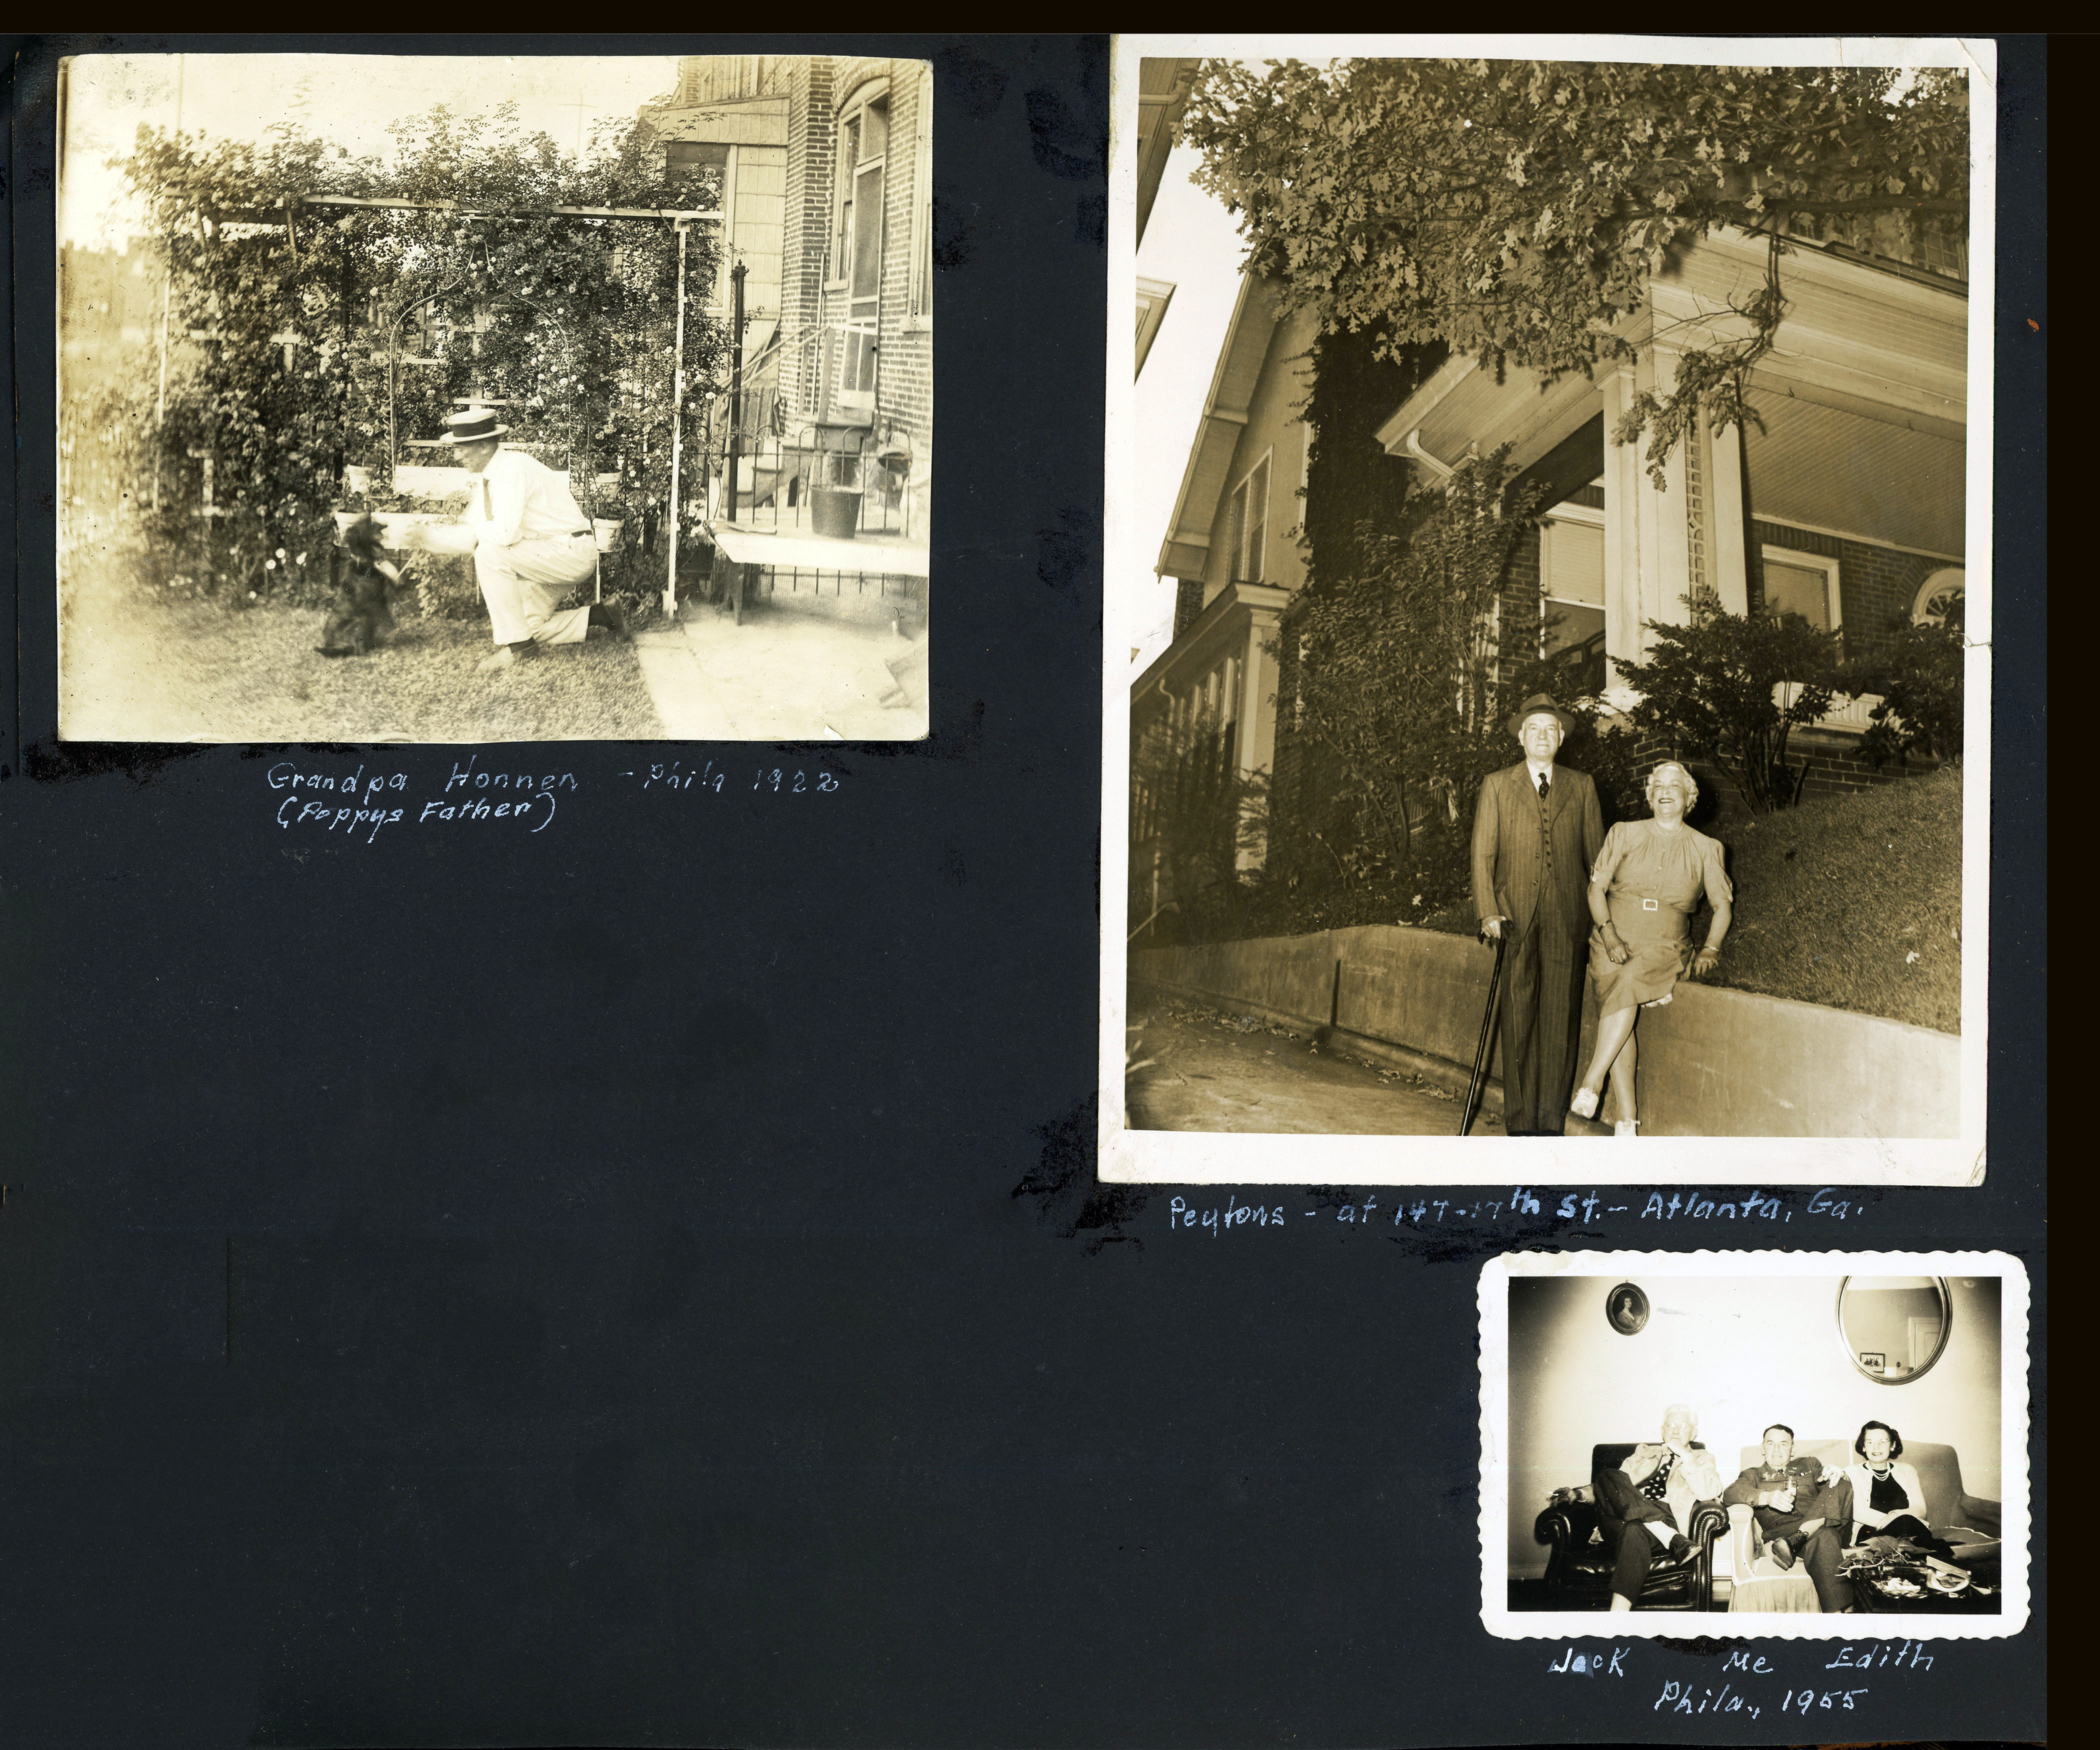 Grandpa Honnen - Phila 1922
(Poppys Father)
Peytons - at 147-17th St. - Atlanta, Ga.
Jack Me Edith
Phila., 1955